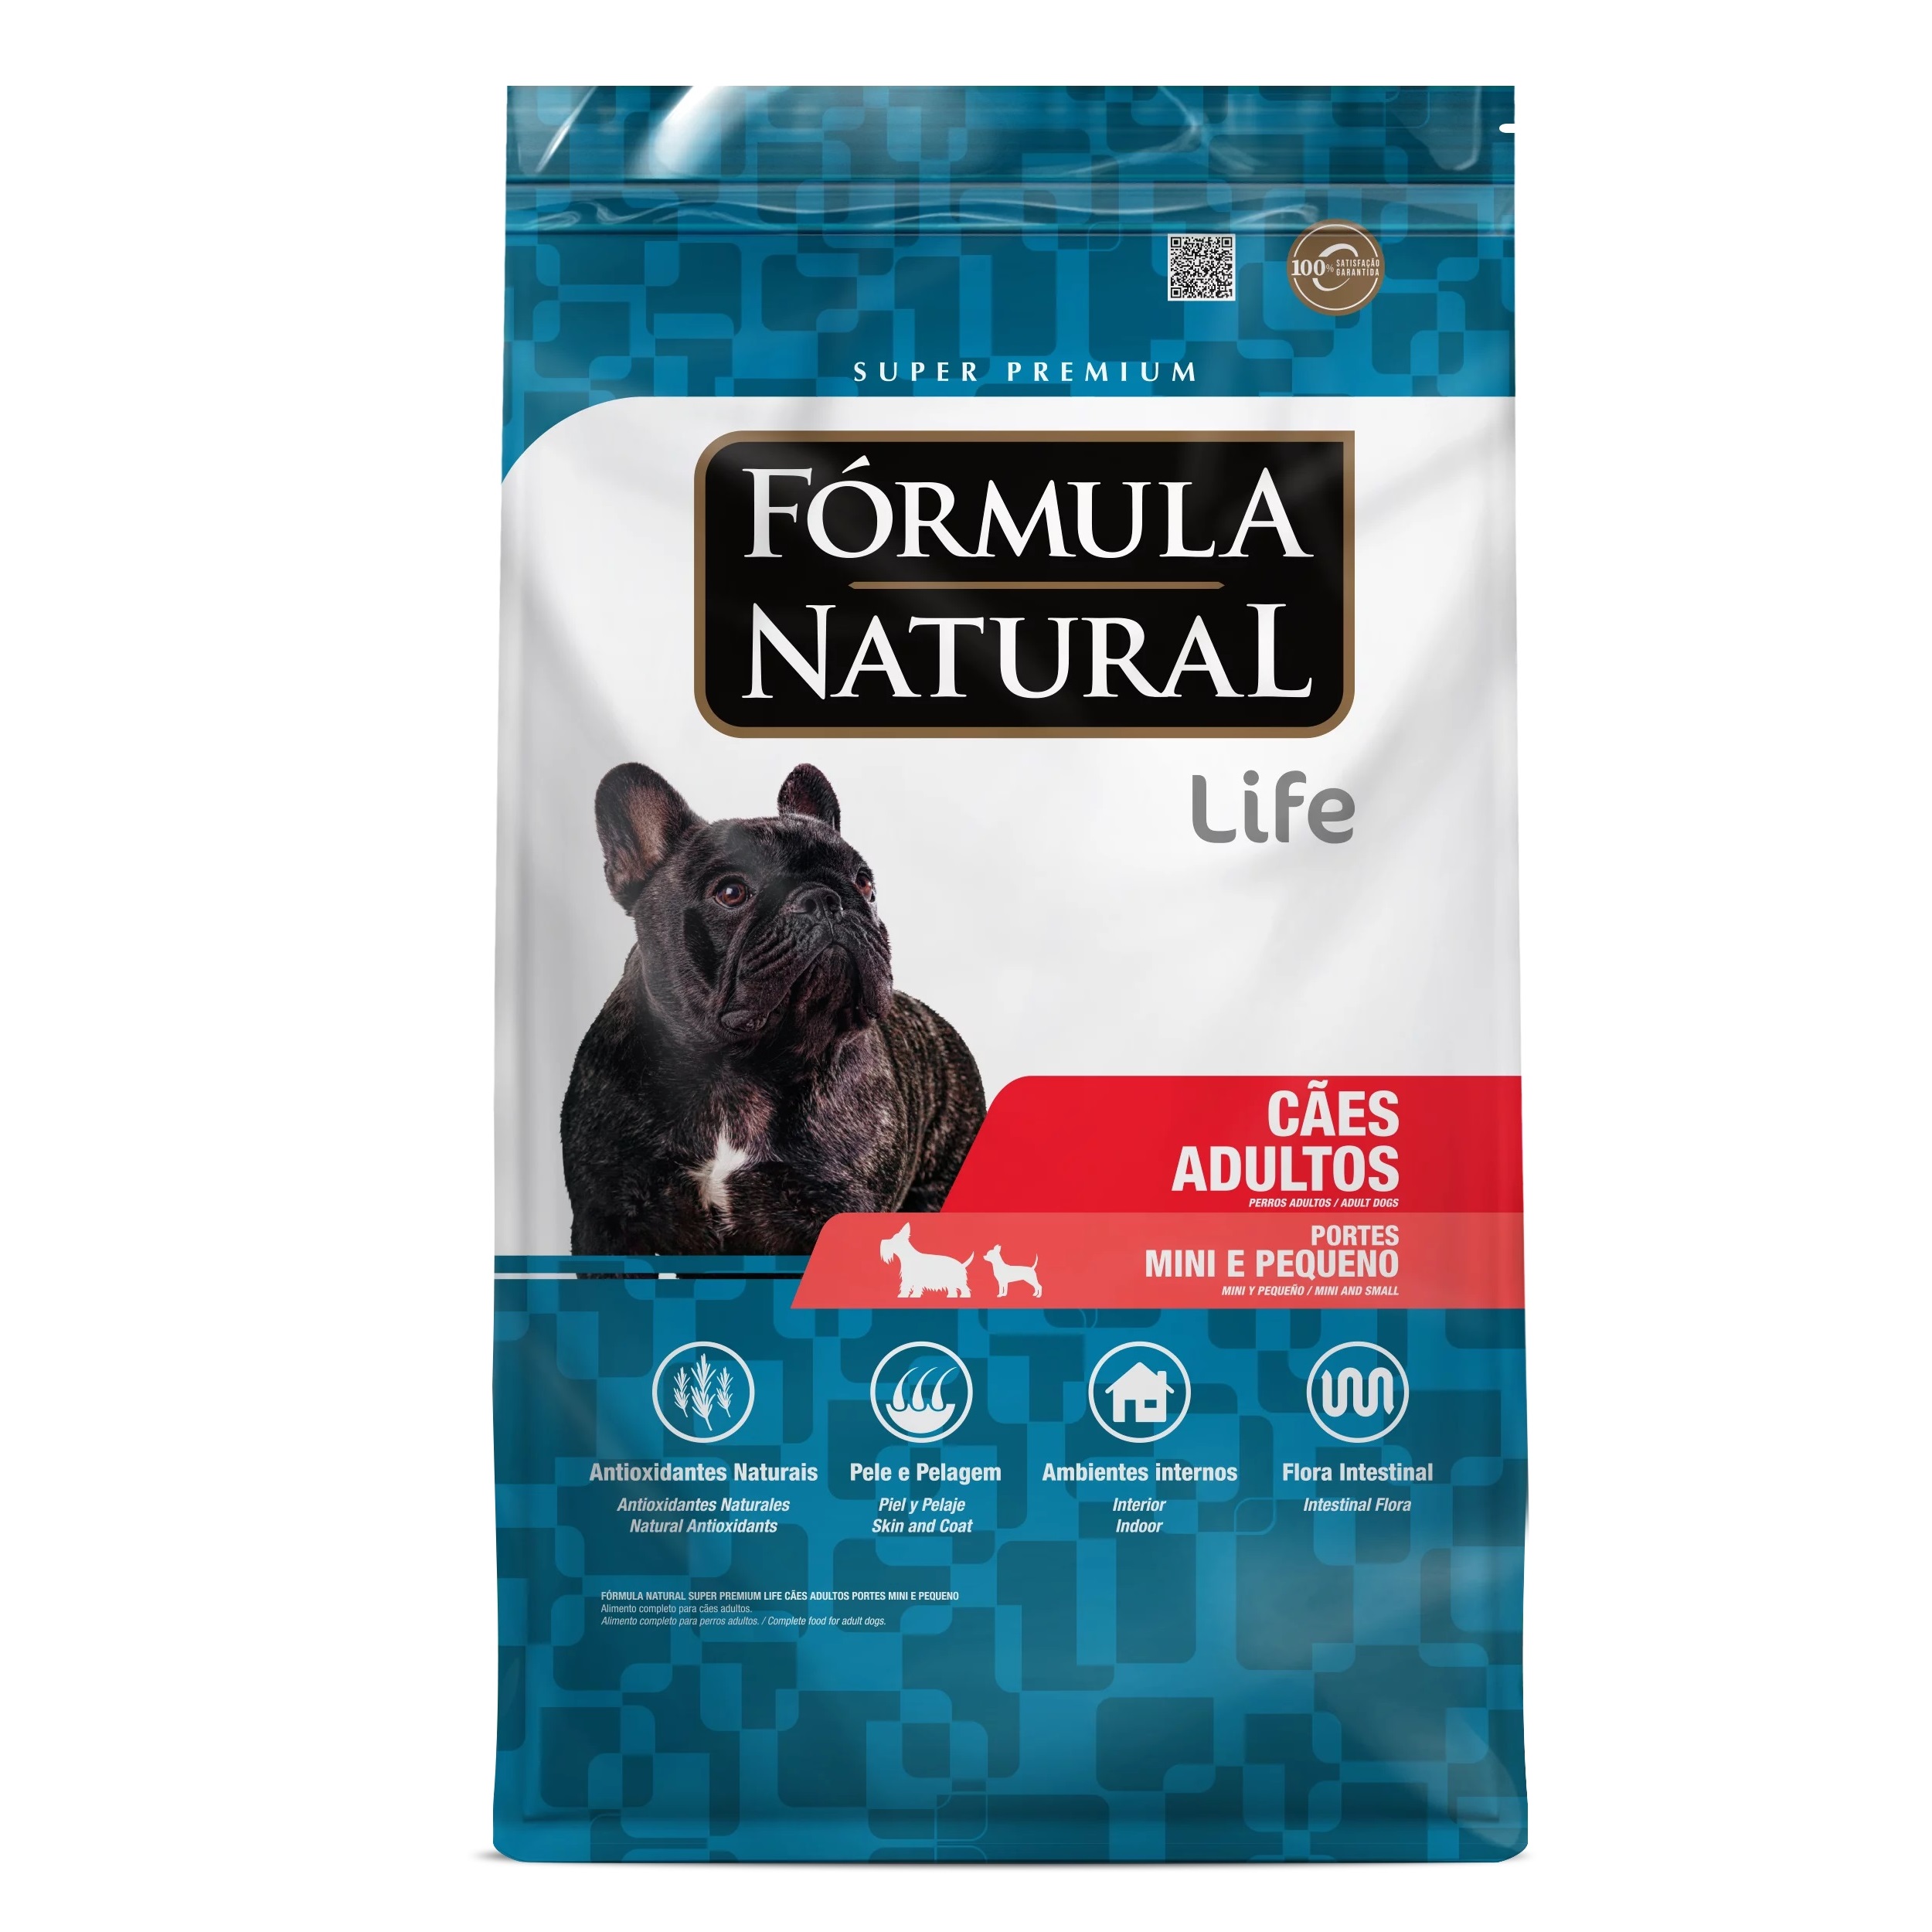 100% SATISFAÇÃO
GARANTIDA
SUPER PREMIUM
FÓRMULA
NATURAL
Life
CÃES
ADULTOS
PERROS ADULTOS / ADULT DOGS
PORTES
MINI E PEQUENO
MINI Y PEQUEÑO / MINI AND SMALL
Antioxidantes Naturais
Antioxidantes Naturales
Natural Antioxidants
Pele e Pelagem
Piel y Pelaje
Skin and Coat
Ambientes internos
Interior
Indoor
Flora Intestinal
Intestinal Flora
FÓRMULA NATURAL SUPER PREMIUM LIFE CÃES ADULTOS PORTES MINI E PEQUENO
Alimento completo para cães adultos.
Alimento completo para perros adultos. / Complete food for adult dogs.